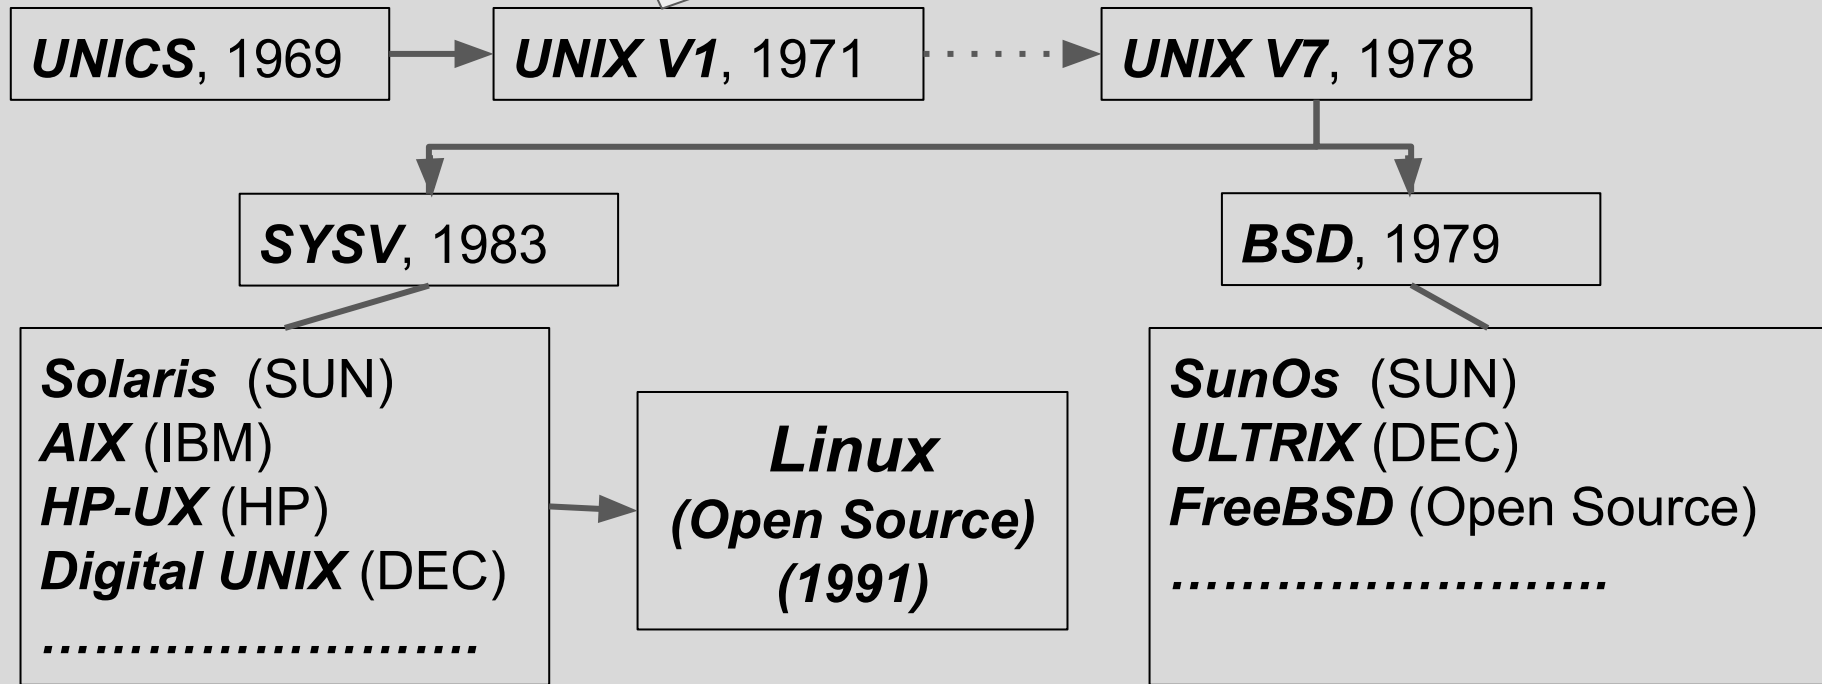 UNICS, 1969
UNIX V1, 1971
UNIX V7, 1978
SYSV, 1983
BSD, 1979
Solaris (SUN)
AIX (IBM)
HP-UX (HP)
Digital UNIX (DEC)
……………………….
Linux
(Open Source)
(1991)
SunOs (SUN)
ULTRIX (DEC)
FreeBSD (Open Source)
……………………….